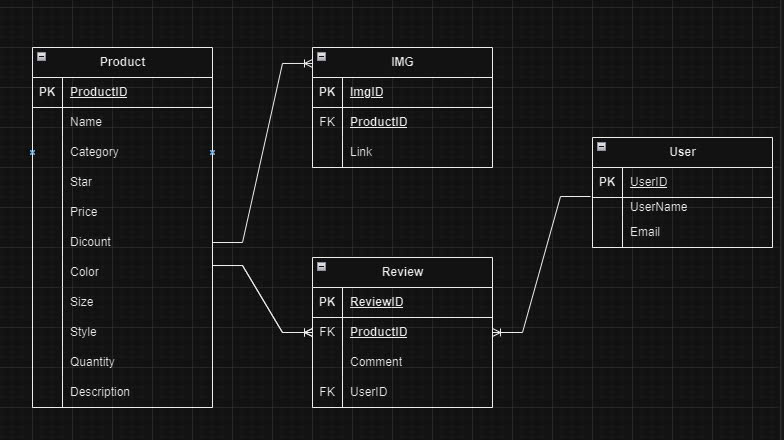 Product
PK ProductID
Name
Category
Star
Price
Dicount
Color
Size
Style
Quantity
Description
IMG
PK ImgID
FK ProductID
Link
Review
PK ReviewID
FK ProductID
Comment
FK UserID
User
PK UserID
UserName
Email